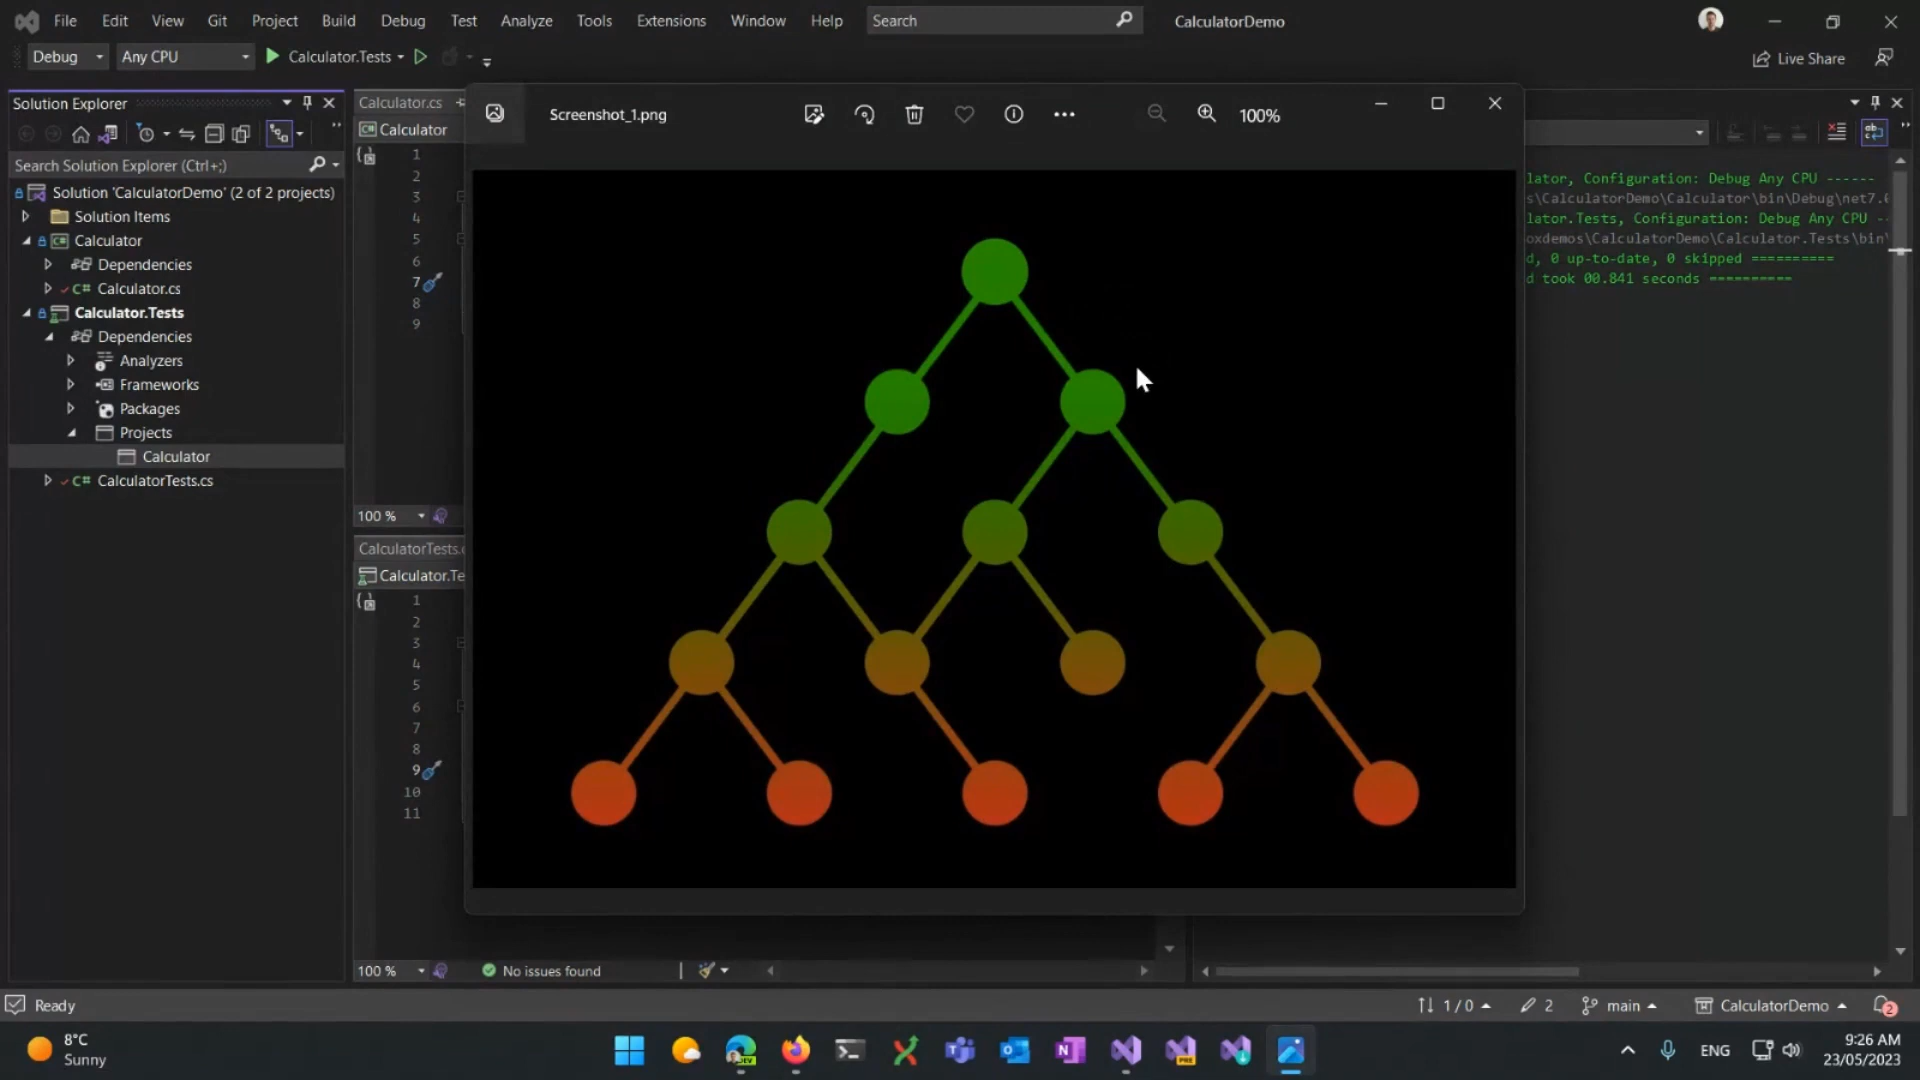 File Edit View Git Project Build Debug Test Analyze Tools Extensions Window Help Search CalculatorDemo
Debug Any CPU Calculator.Tests Live Share
Solution Explorer
Search Solution Explorer (Ctrl+;)
Solution 'CalculatorDemo' (2 of 2 projects)
Solution Items
Calculator
Dependencies
C# Calculator.cs
Calculator.Tests
Dependencies
Analyzers
Frameworks
Packages
Projects
Calculator
C# CalculatorTests.cs
Calculator.cs
C# Calculator
1
2
3
4
5
6
7
8
9
100 %
CalculatorTests.c
Calculator.Te
1
2
3
4
5
6
7
8
9
10
11
100 % No issues found
Screenshot_1.png 100%
lator, Configuration: Debug Any CPU ------
s\CalculatorDemo\Calculator\bin\Debug\net7.0
lator.Tests, Configuration: Debug Any CPU --
oxdemos\CalculatorDemo\Calculator.Tests\bin\
d, 0 up-to-date, 0 skipped ==========
d took 00.841 seconds ==========
Ready 1 / 0 2 main CalculatorDemo 2
8°C
Sunny
DEV
PRE
ENG
9:26 AM
23/05/2023